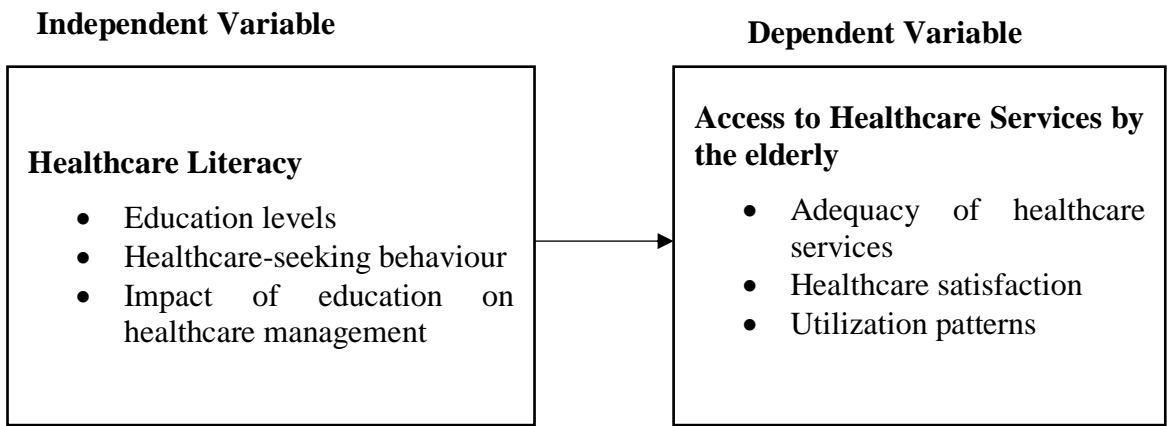 Independent Variable
Dependent Variable
Healthcare Literacy
• Education levels
• Healthcare-seeking behaviour
• Impact of education on
healthcare management
Access to Healthcare Services by
the elderly
• Adequacy of healthcare
services
• Healthcare satisfaction
• Utilization patterns